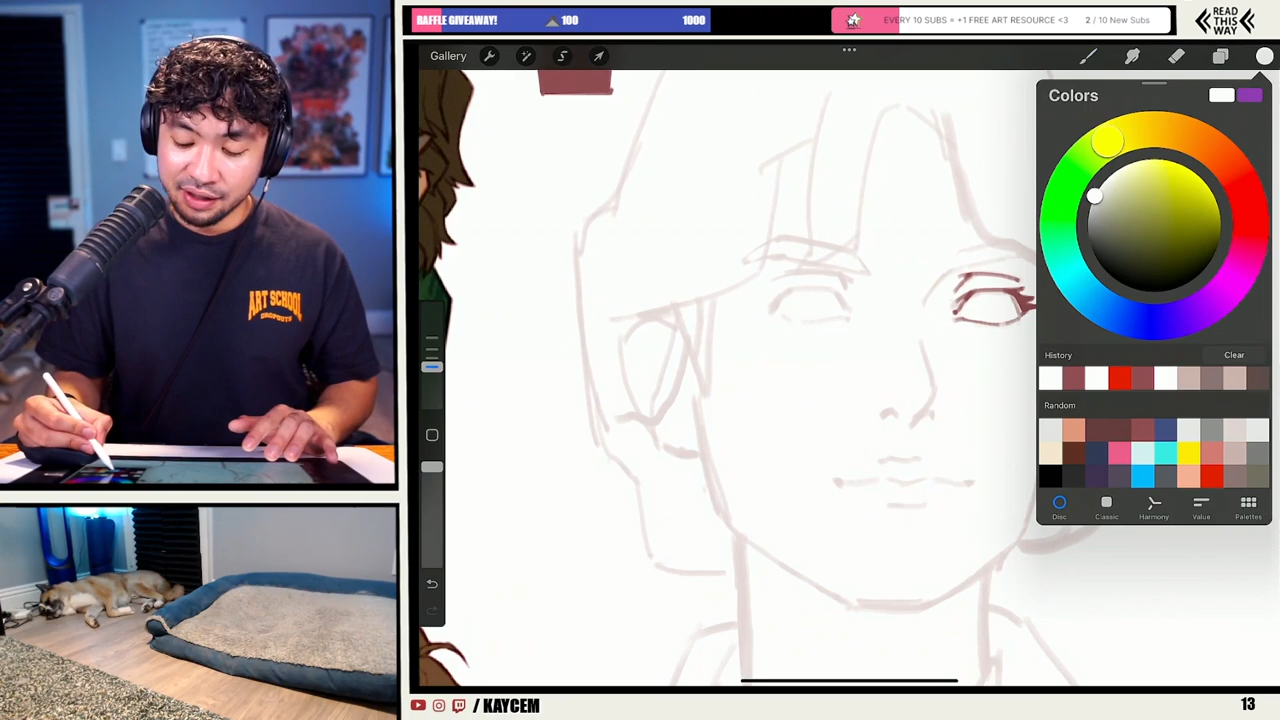 RAFFLE GIVEAWAY! 100 1000
EVERY 10 SUBS = +1 FREE ART RESOURCE <3 2 / 10 New Subs
READ
THIS
WAY
Gallery
Colors
History Clear
Random
Disc Classic Harmony Value Palettes
ART SCHOOL
DROPOUTS
/ KAYCEM
13